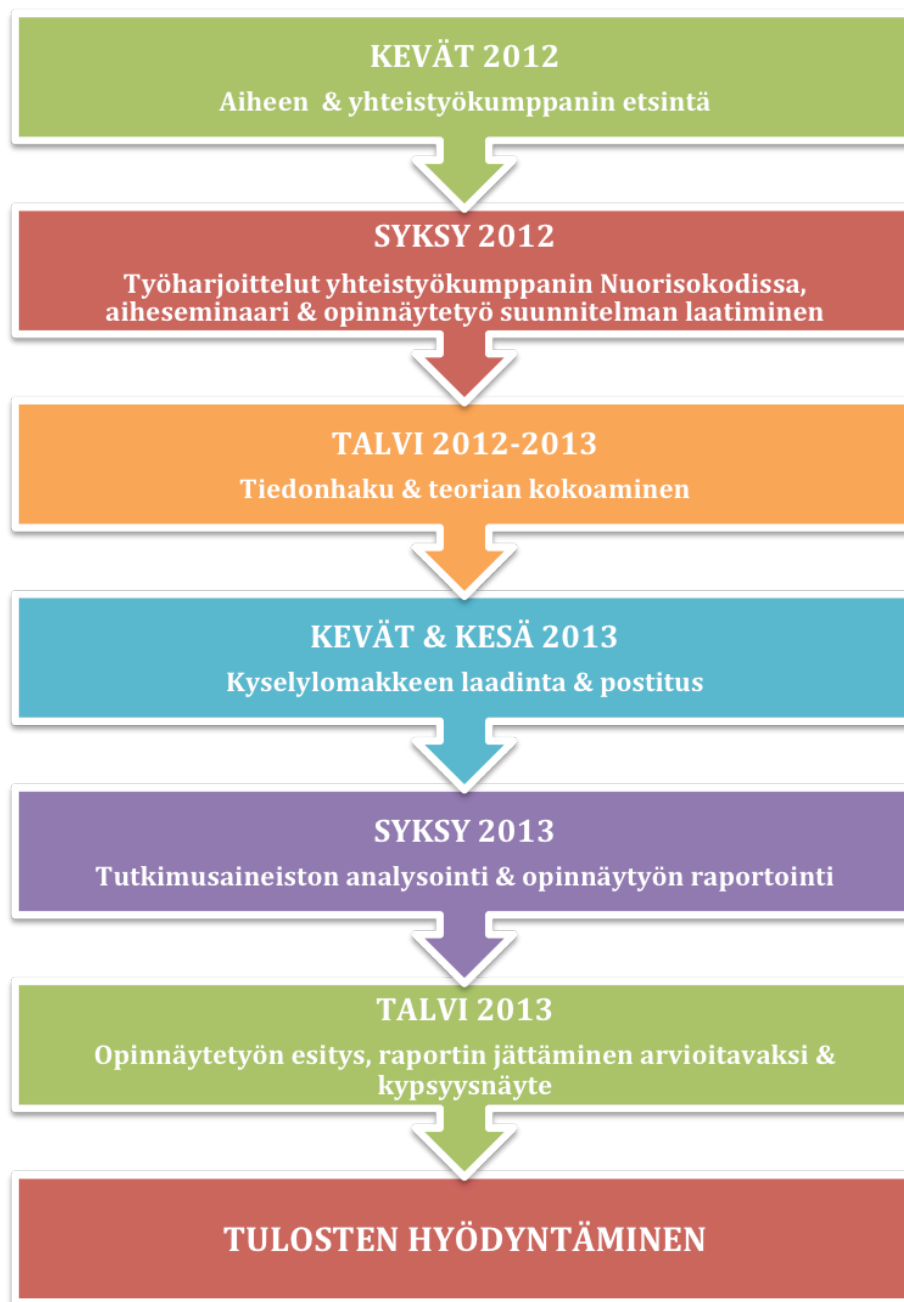 KEVÄT 2012
Aiheen & yhteistyökumppanin etsintä
SYKSY 2012
Työharjoittelut yhteistyökumppanin Nuorisokodissa,
aiheseminaari & opinnäytetyö suunnitelman laatiminen
TALVI 2012-2013
Tiedonhaku & teorian kokoaminen
KEVÄT & KESÄ 2013
Kyselylomakkeen laadinta & postitus
SYKSY 2013
Tutkimusaineiston analysointi & opinnäytyön raportointi
TALVI 2013
Opinnäytetyön esitys, raportin jättäminen arvioitavaksi &
kypsyysnäyte
TULOSTEN HYÖDYNTÄMINEN